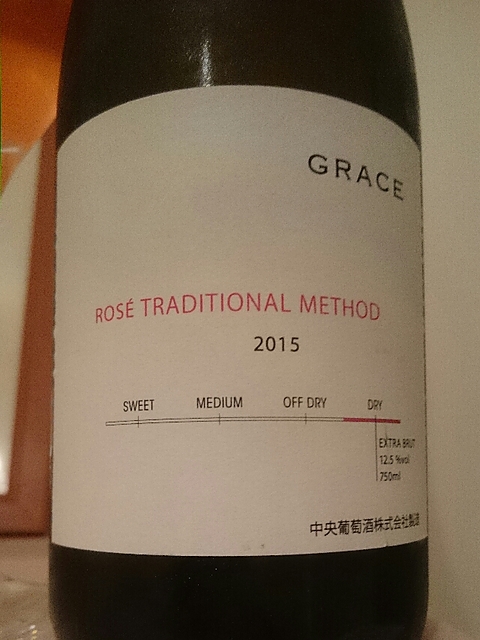 GRACE
ROSÉ TRADITIONAL METHOD
2015
SWEET MEDIUM OFF DRY DRY
EXTRA BRUT
12.5 %vol
750ml
中央葡萄酒株式会社製造